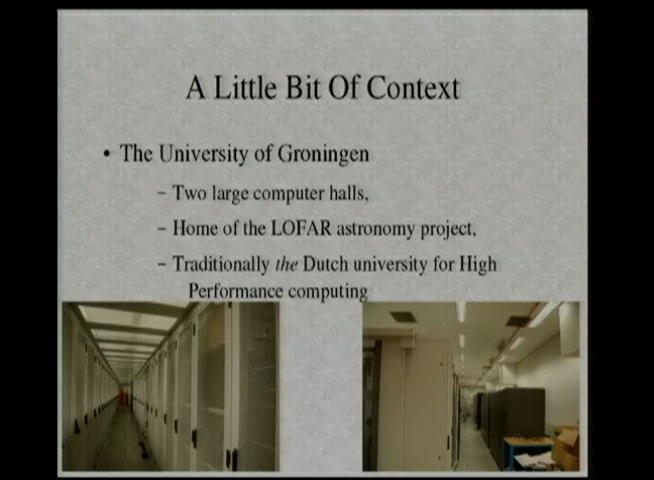 A Little Bit Of Context
• The University of Groningen
– Two large computer halls,
– Home of the LOFAR astronomy project,
– Traditionally the Dutch university for High
Performance computing